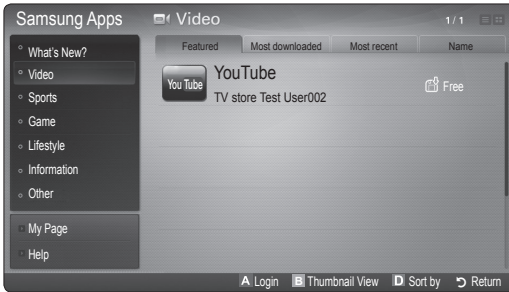 Samsung Apps
Video
1/1
What's New?
Video
Sports
Game
Lifestyle
Information
Other
My Page
Help
Featured Most downloaded Most recent Name
You Tube
YouTube
TV store Test User002
Free
A Login B Thumbnail View D Sort by Return